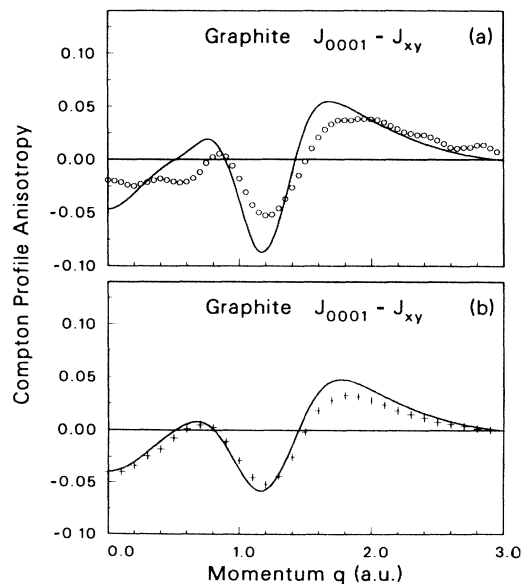 Graphite J0001 - Jxy (a)
0.10
0.05
0.00
-0.05
-0.10
Compton Profile Anisotropy
Graphite J0001 - Jxy (b)
0.10
0.05
0.00
-0.05
-0.10
0.0 1.0 2.0 3.0
Momentum q (a.u.)